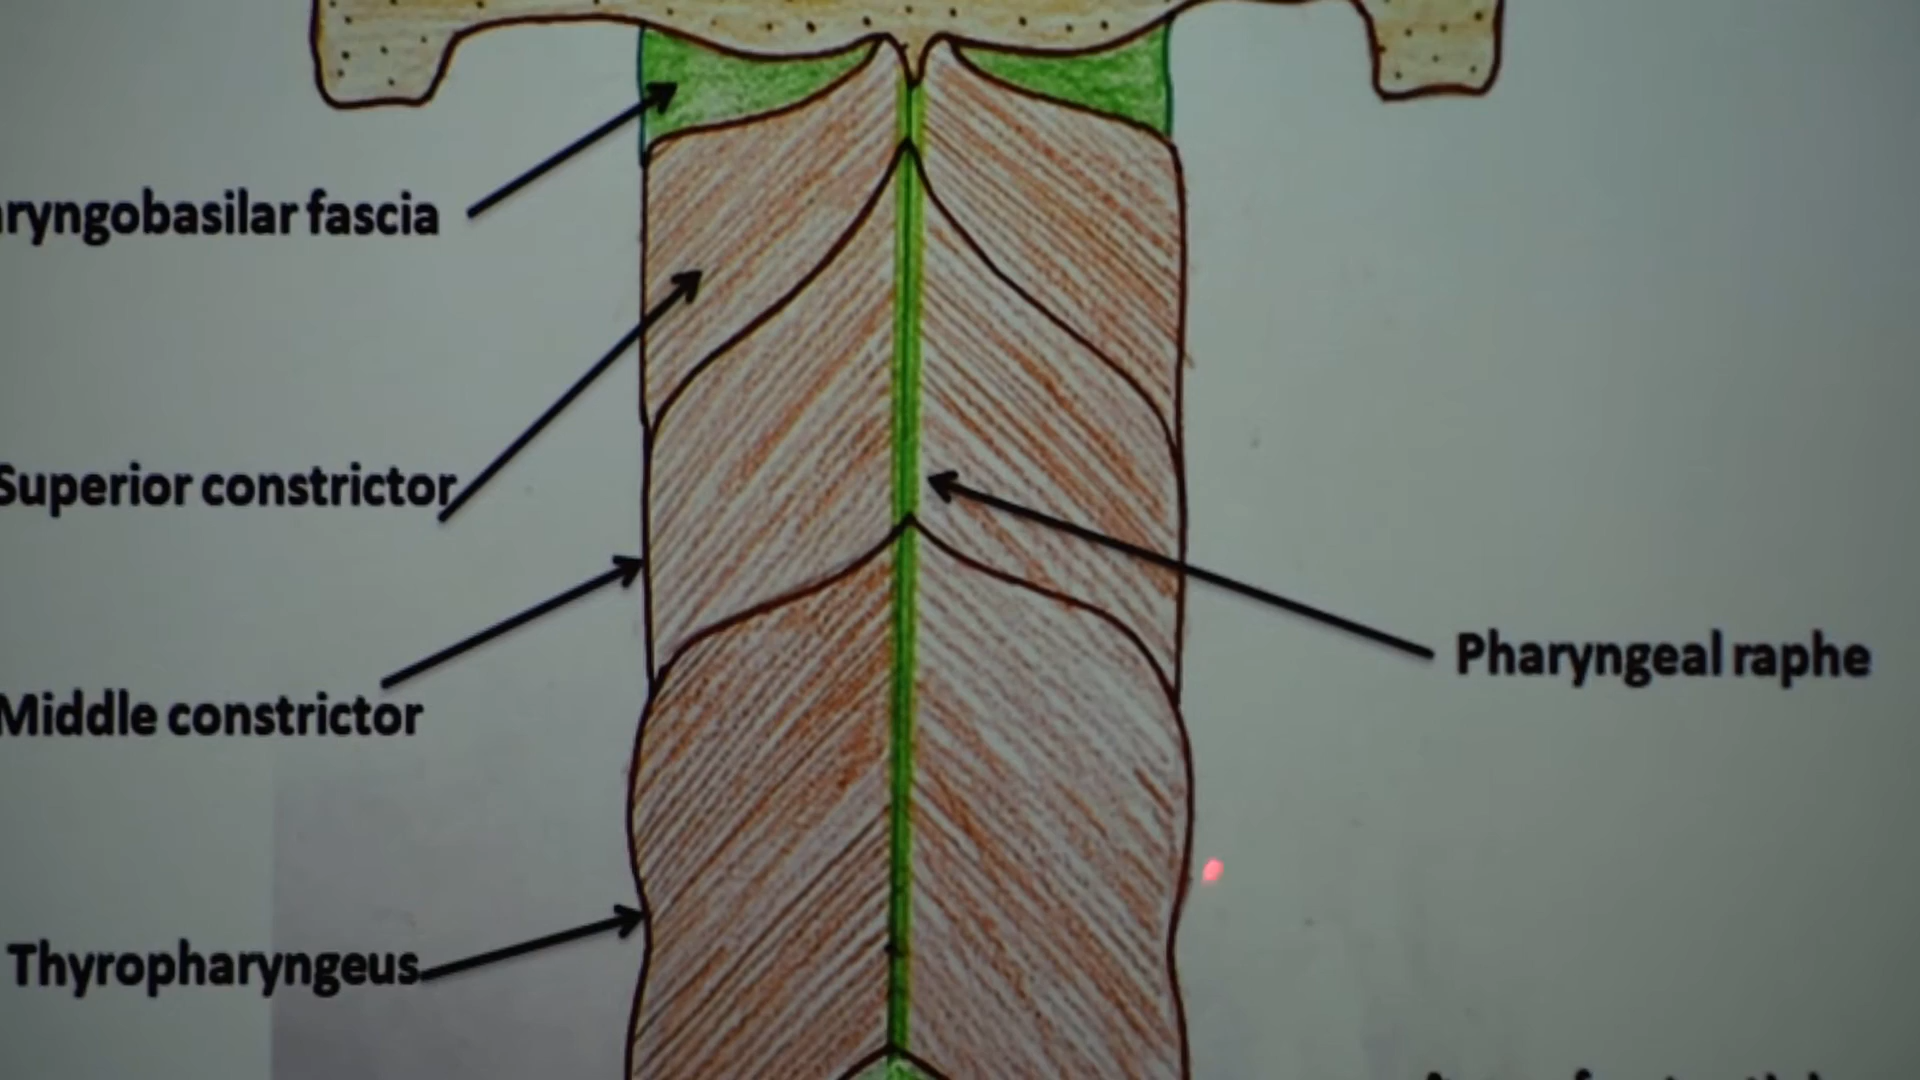 aryngobasilar fascia
Superior constrictor
Middle constrictor
Pharyngeal raphe
Thyropharyngeus